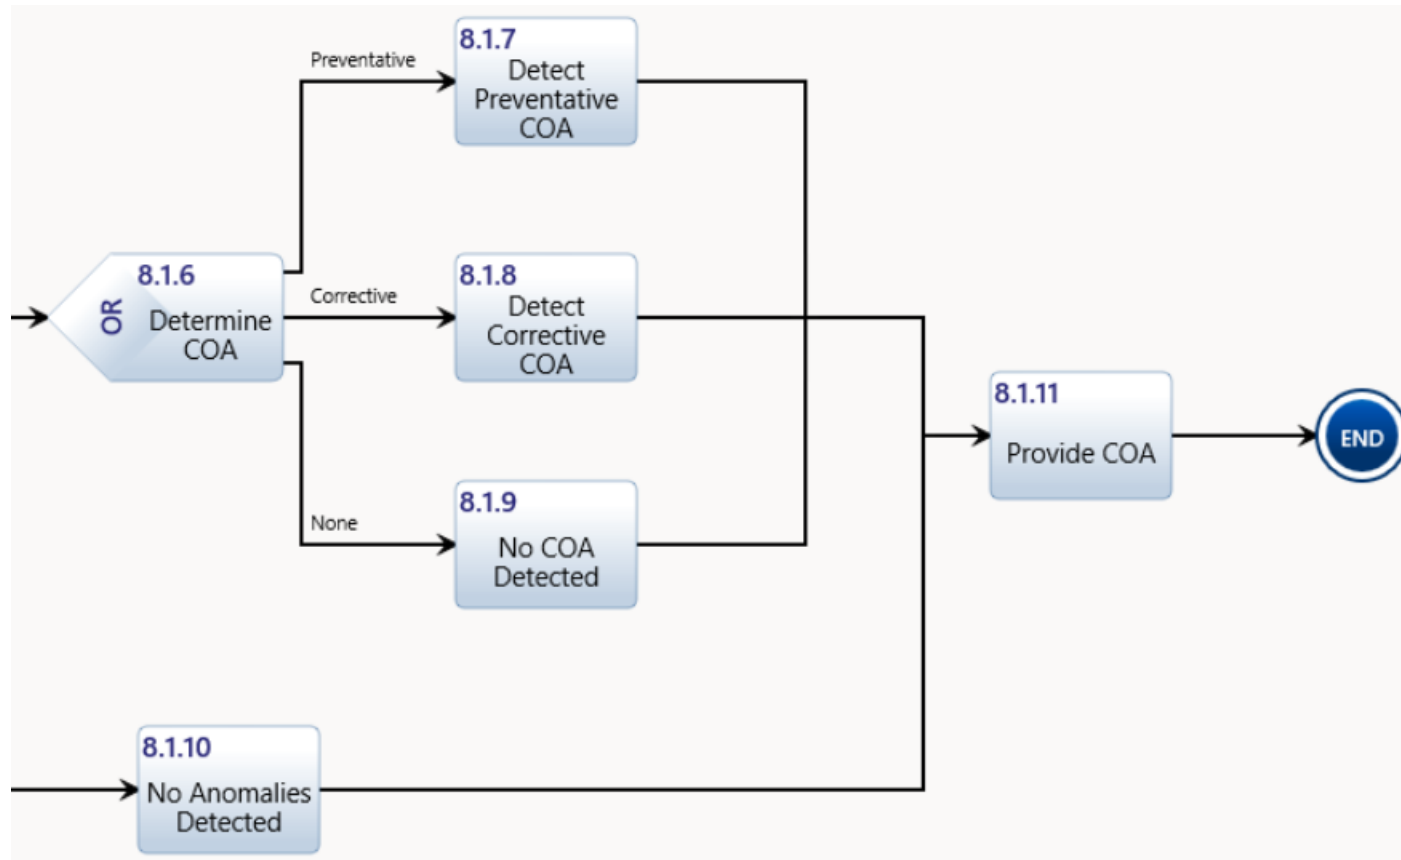 Preventative
8.1.7
Detect
Preventative
COA
OR
8.1.6
Determine
COA
Corrective
8.1.8
Detect
Corrective
COA
None
8.1.9
No COA
Detected
8.1.11
Provide COA
END
8.1.10
No Anomalies
Detected